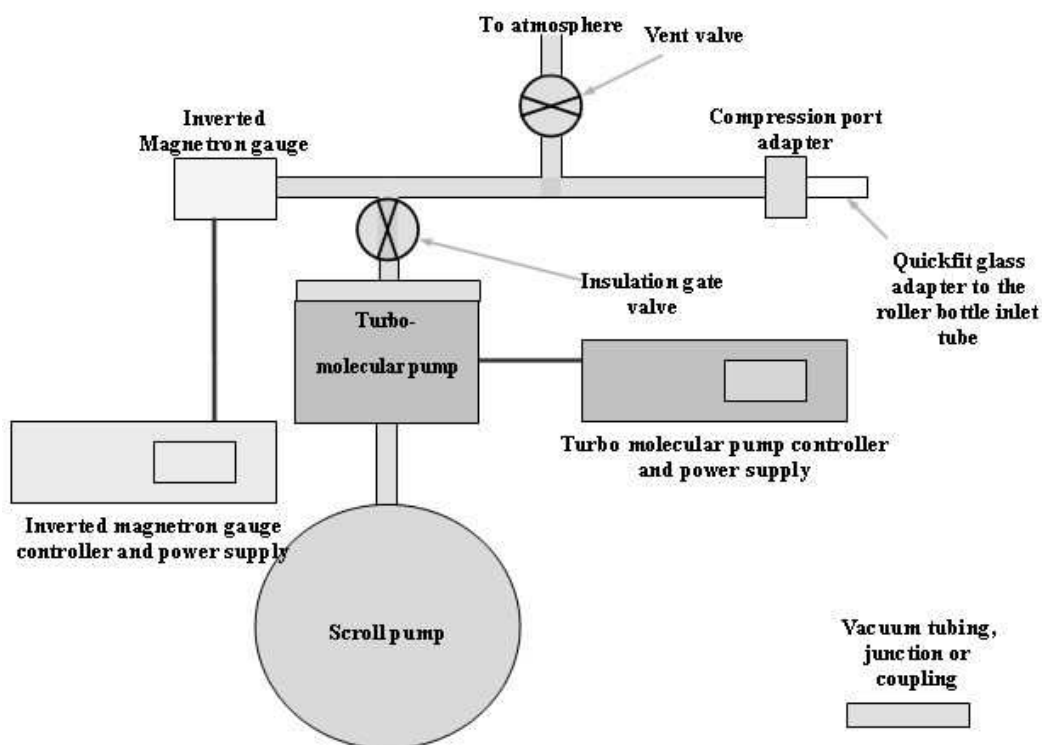 To atmosphere
Vent valve
Inverted
Magnetron gauge
Compression port
adapter
Insulation gate
valve
Quickfit glass
adapter to the
roller bottle inlet
tube
Turbo-
molecular pump
Turbo molecular pump controller
and power supply
Inverted magnetron gauge
controller and power supply
Scroll pump
Vacuum tubing,
junction or
coupling